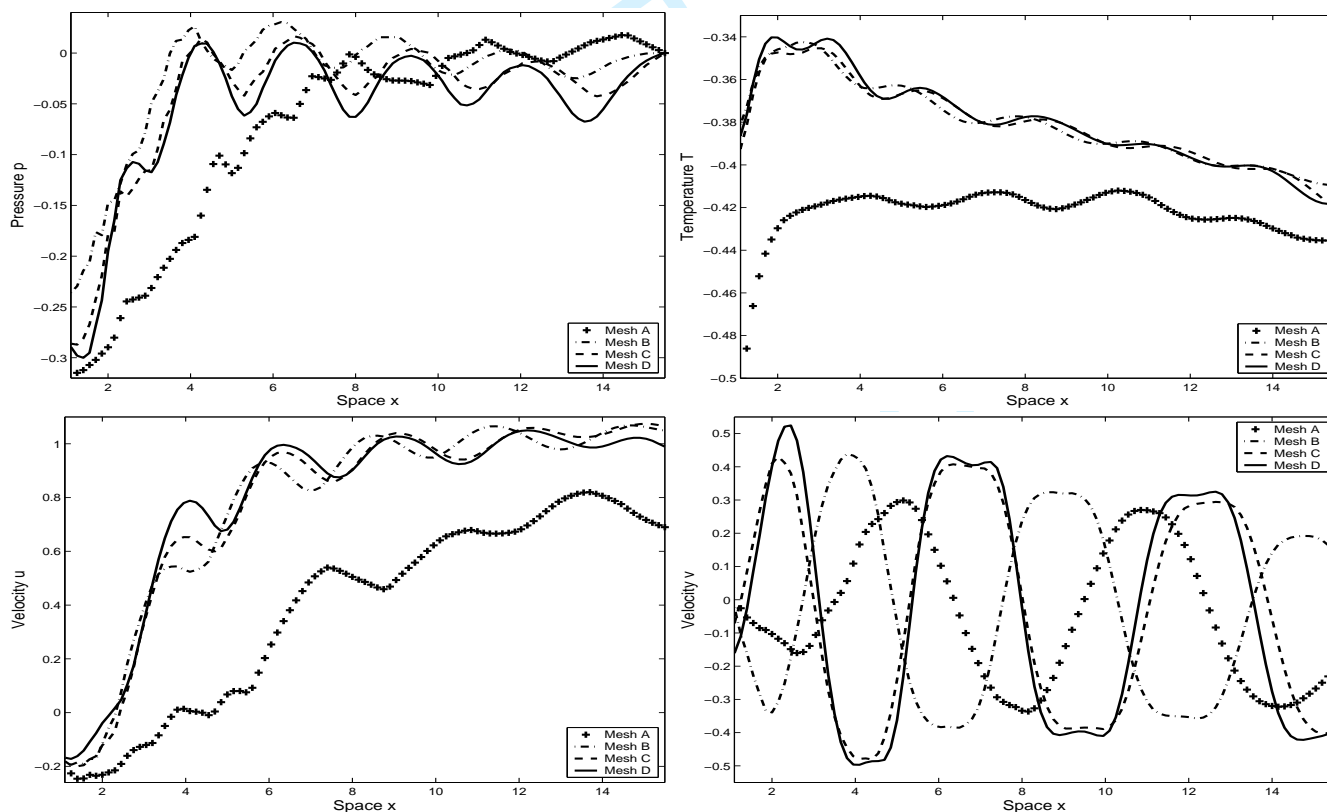 0
−0.05
−0.1
−0.15
−0.2
−0.25
−0.3
Pressure p
2 4 6 8 10 12 14
Space x
Mesh A
Mesh B
Mesh C
Mesh D
−0.34
−0.36
−0.38
−0.4
−0.42
−0.44
−0.46
−0.48
−0.5
Temperature T
2 4 6 8 10 12 14
Space x
Mesh A
Mesh B
Mesh C
Mesh D
1
0.8
0.6
0.4
0.2
0
−0.2
Velocity u
2 4 6 8 10 12 14
Space x
Mesh A
Mesh B
Mesh C
Mesh D
0.5
0.4
0.3
0.2
0.1
0
−0.1
−0.2
−0.3
−0.4
−0.5
Velocity v
2 4 6 8 10 12 14
Space x
Mesh A
Mesh B
Mesh C
Mesh D